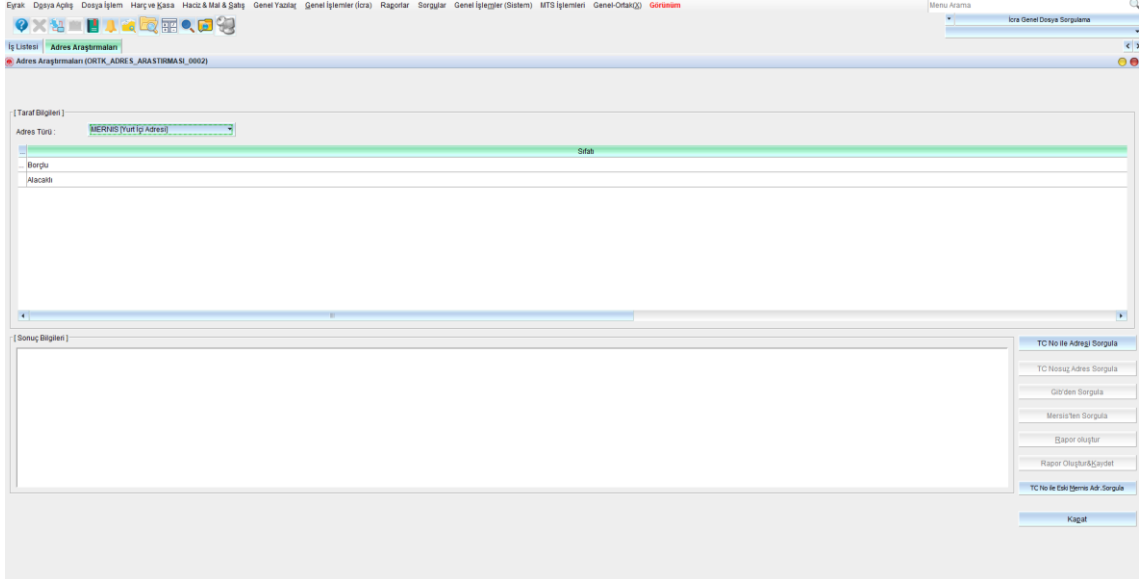 Evrak Dosya Açılış Dosya İşlem Harç ve Kasa Haciz & Mal & Satış Genel Yazılar Genel İşlemler (İcra) Raporlar Sorgular Genel İşlemler (Sistem) MTS İşlemleri Genel-Ortak(X) Görünüm Menu Arama
İcra Genel Dosya Sorgulama
İş Listesi Adres Araştırmaları
Adres Araştırmaları (ORTK_ADRES_ARASTIRMASI_0002)
[ Taraf Bilgileri ]
Adres Türü : MERNIS [Yurt İçi Adresi]
... Sıfatı
... Borçlu
Alacaklı
[ Sonuç Bilgileri ]
TC No ile Adresi Sorgula
TC Nosuz Adres Sorgula
Gib'den Sorgula
Mersis'ten Sorgula
Rapor oluştur
Rapor Oluştur&Kaydet
TC No ile Eski Mernis Adr.Sorgula
Kapat